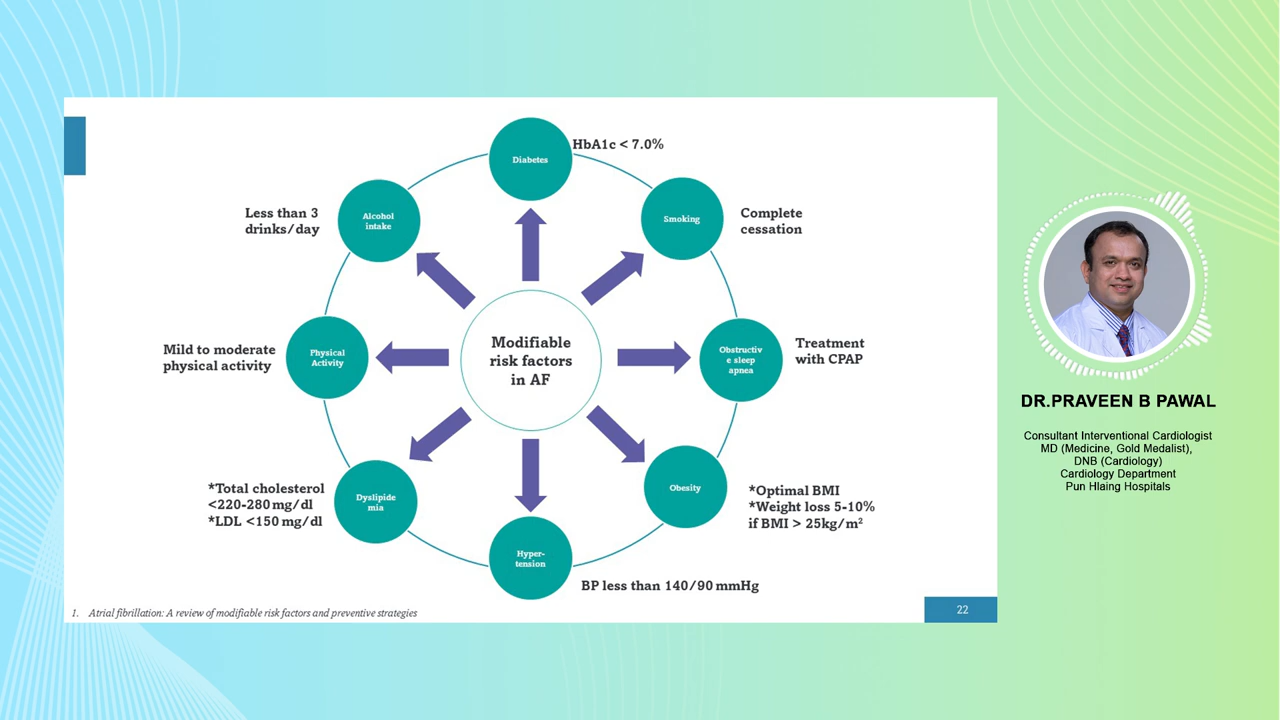 Diabetes
HbA1c < 7.0%
Smoking
Complete
cessation
Obstructiv
e sleep
apnea
Treatment
with CPAP
Obesity
*Optimal BMI
*Weight loss 5-10%
if BMI > 25kg/m²
Hyper-
tension
BP less than 140/90 mmHg
Dyslipide
mia
*Total cholesterol
<220-280 mg/dl
*LDL <150 mg/dl
Physical
Activity
Mild to moderate
physical activity
Alcohol
intake
Less than 3
drinks/day
Modifiable
risk factors
in AF
1. Atrial fibrillation: A review of modifiable risk factors and preventive strategies
22
DR.PRAVEEN B PAWAL
Consultant Interventional Cardiologist
MD (Medicine, Gold Medalist),
DNB (Cardiology)
Cardiology Department
Pun Hlaing Hospitals